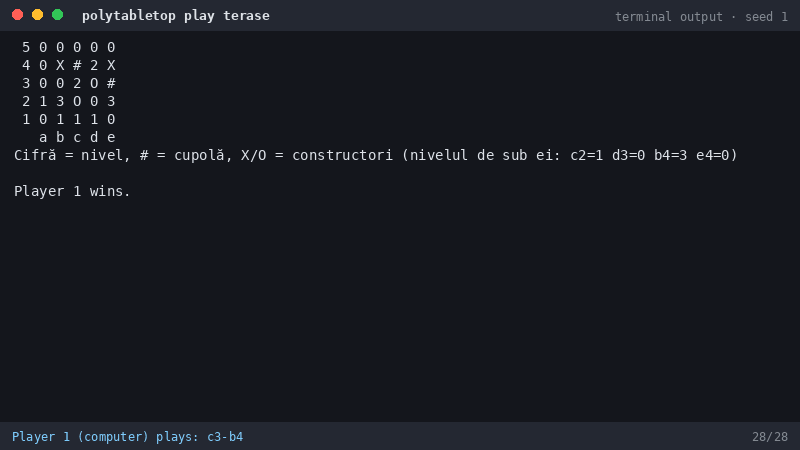 polytabletop play terase
terminal output · seed 1
5 0 0 0 0 0
4 0 X # 2 X
3 0 0 2 O #
2 1 3 O 0 3
1 0 1 1 1 0
a b c d e
Cifră = nivel, # = cupolă, X/O = constructori (nivelul de sub ei: c2=1 d3=0 b4=3 e4=0)
Player 1 wins.
Player 1 (computer) plays: c3-b4
28/28